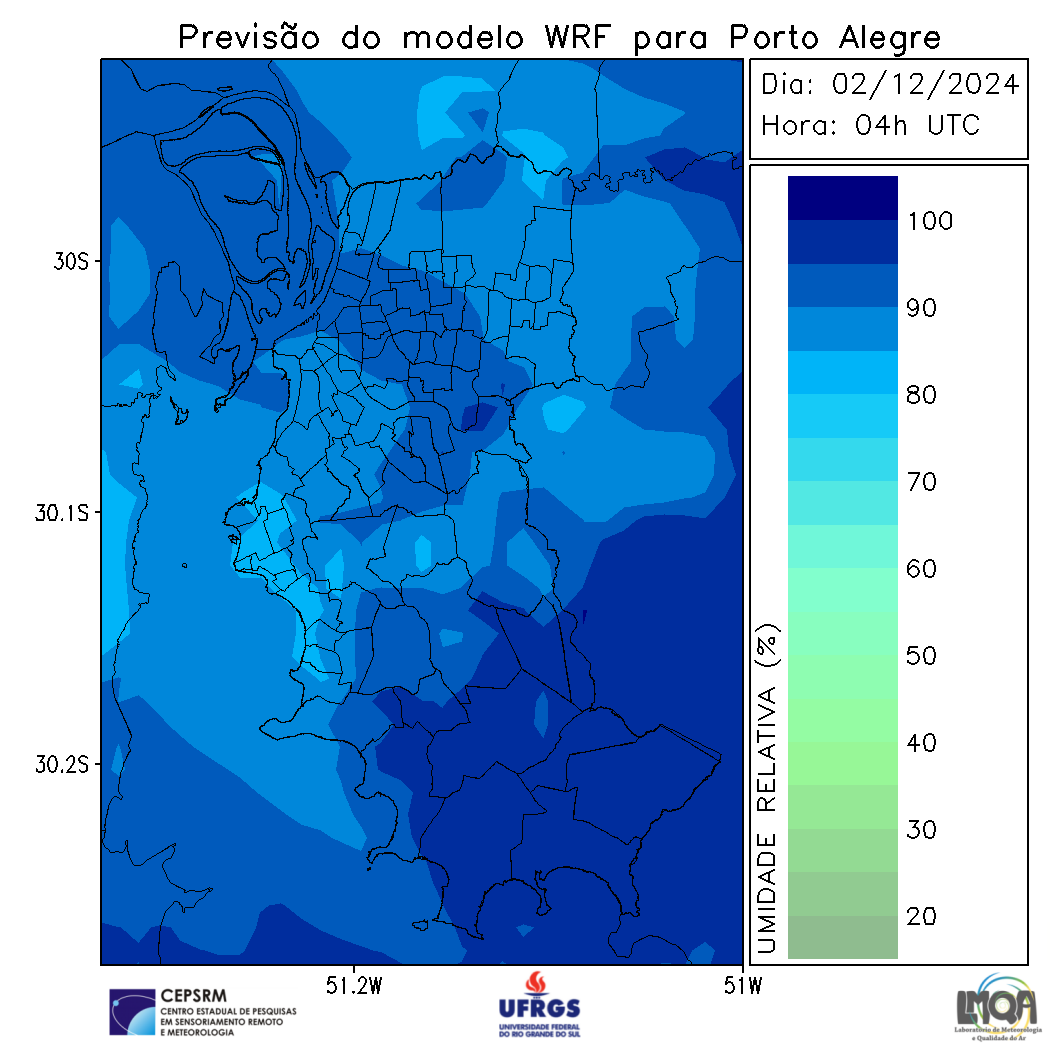 Previsão do modelo WRF para Porto Alegre
Dia: 02/12/2024
Hora: 04h UTC
30S
30.1S
30.2S
51.2W
51W
UMIDADE RELATIVA (%)
100
90
80
70
60
50
40
30
20
CEPSRM
CENTRO ESTADUAL DE PESQUISAS
EM SENSORIAMENTO REMOTO
E METEOROLOGIA
UFRGS
UNIVERSIDADE FEDERAL
DO RIO GRANDE DO SUL
LMQA
Laboratório de Meteorologia
e Qualidade do Ar